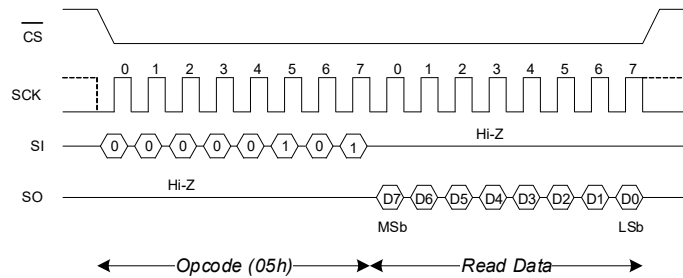 CS
0 1 2 3 4 5 6 7 0 1 2 3 4 5 6 7
SCK
Hi-Z
SI 0 0 0 0 0 1 0 1
Hi-Z
SO D7 D6 D5 D4 D3 D2 D1 D0
MSb LSb
Opcode (05h) Read Data